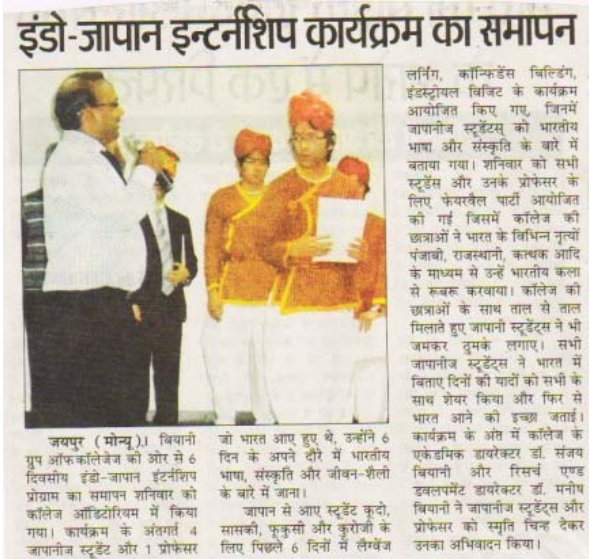 इंडो-जापान इन्टर्नशिप कार्यक्रम का समापन
जयपुर (मोन्यू)। बियानी
ग्रुप ऑफकॉलेजेज की ओर से 6
दिवसीय इंडो-जापान इंटर्नशिप
प्रोग्राम का समापन शनिवार को
कॉलेज ऑडिटोरियम में किया
गया। कार्यक्रम के अंतगर्त 4
जापानीज स्टूडेंट और 1 प्रोफेसर
जो भारत आए हुए थे, उन्होंने 6
दिन के अपने दौरे में भारतीय
भाषा, संस्कृति और जीवन-शैली
के बारे में जाना।
जापान से आए स्टूडेंट कूदो,
सासकी, फूकुसी और कुरोजी के
लिए पिछले 6 दिनों में लैंग्वेज
लर्निंग, कॉन्फिडेंस बिल्डिंग,
इंडस्ट्रीयल विजिट के कार्यक्रम
आयोजित किए गए, जिनमें
जापानीज स्टूडेंटस् को भारतीय
भाषा और संस्कृति के बारे में
बताया गया। शनिवार को सभी
स्टूडेंस और उनके प्रोफेसर के
लिए फेयरवैल पार्टी आयोजित
की गई जिसमें कॉलेज की
छात्राओं ने भारत के विभिन्न नृत्यों
पंजाबी, राजस्थानी, कत्थक आदि
के माध्यम से उन्हें भारतीय कला
से रूबरू करवाया। कॉलेज की
छात्राओं के साथ ताल से ताल
मिलाते हुए जापानी स्टूडेंट्स ने भी
जमकर ठुमके लगाए। सभी
जापानीज स्टूडेंट्स ने भारत में
बिताए दिनों की यादों को सभी के
साथ शेयर किया और फिर से
भारत आने की इच्छा जताई।
कार्यक्रम के अंत में कॉलेज के
एकेडमिक डायरेक्टर डॉ. संजय
बियानी और रिसर्च एण्ड
डवलपमेंट डायरेक्टर डॉ. मनीष
बियानी ने जापानीज स्टूडेंट्स और
प्रोफेसर को स्मृति चिन्ह देकर
उनका अभिवादन किया।